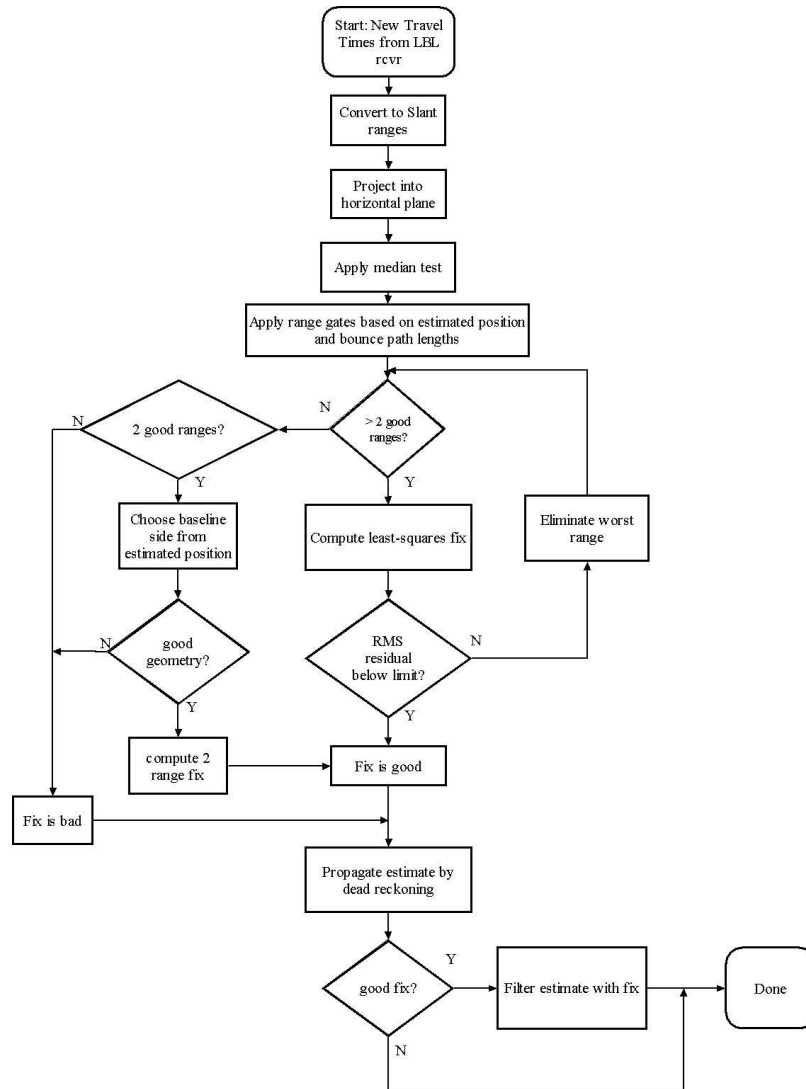 Start: New Travel
Times from LBL
rcvr
Convert to Slant
ranges
Project into
horizontal plane
Apply median test
Apply range gates based on estimated position
and bounce path lengths
N
2 good ranges?
N
> 2 good
ranges?
Y
Y
Choose baseline
side from
estimated position
Compute least-squares fix
Eliminate worst
range
N
good
geometry?
Y
RMS
residual
below limit?
N
Y
compute 2
range fix
Fix is good
Fix is bad
Propagate estimate by
dead reckoning
good fix?
Y
Filter estimate with fix
Done
N